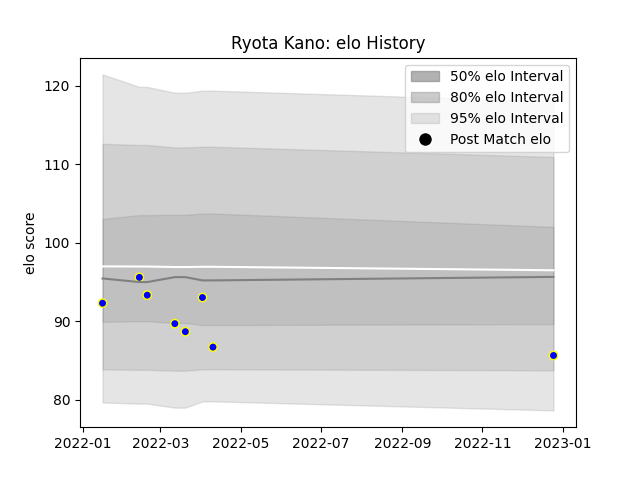 Ryota Kano: elo History
50% elo Interval
80% elo Interval
95% elo Interval
Post Match elo
elo score
120
110
100
90
80
2022-01 2022-03 2022-05 2022-07 2022-09 2022-11 2023-01